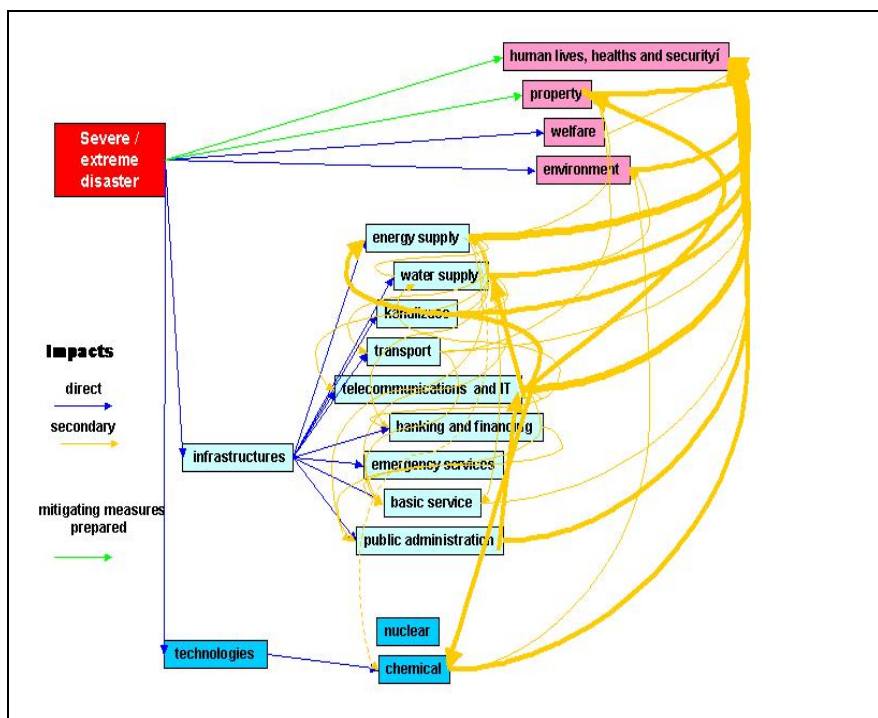 human lives, healths and securityí
property
Severe /
extreme
disaster
welfare
environment
energy supply
water supply
kanalizace
transport
Impacts
direct
telecommunications and IT
secondary
banking and financing
infrastructures
emergency services
basic service
mitigating measures
prepared
public administration
nuclear
technologies
chemical